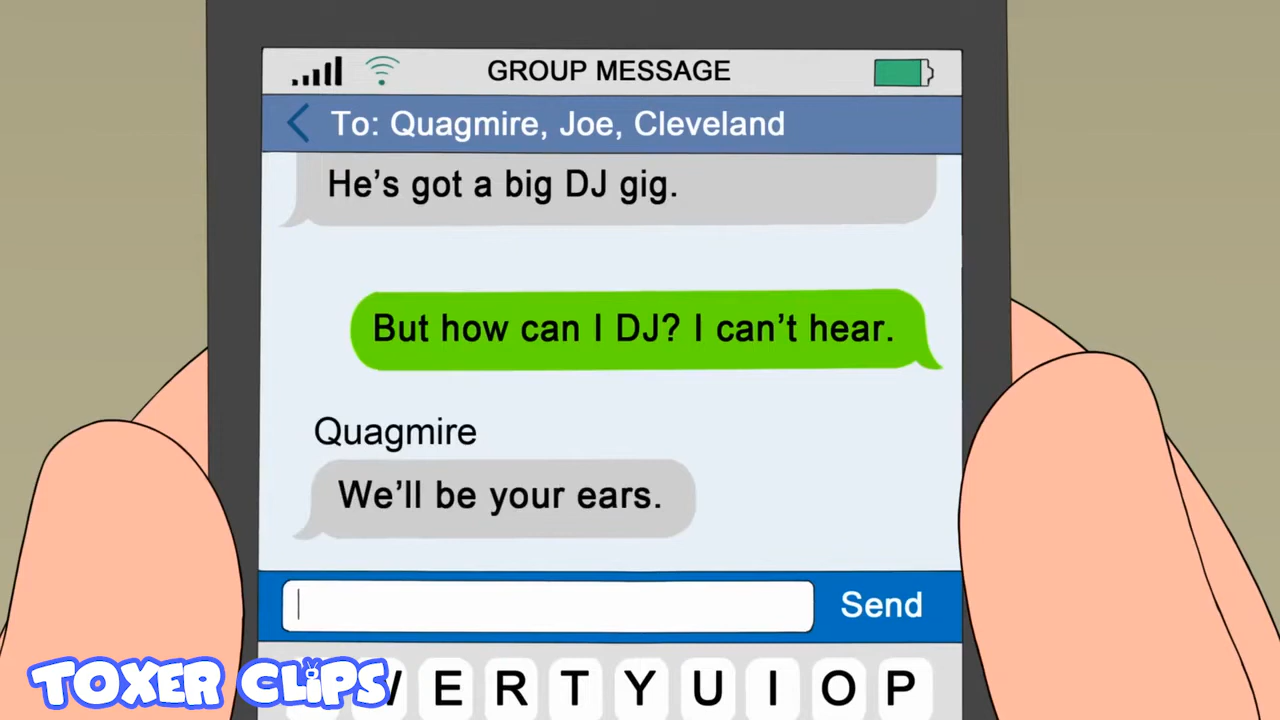 GROUP MESSAGE
To: Quagmire, Joe, Cleveland
He's got a big DJ gig.
But how can I DJ? I can't hear.
Quagmire
We'll be your ears.
Send
E R T Y U I O P
TOXER CLIPS